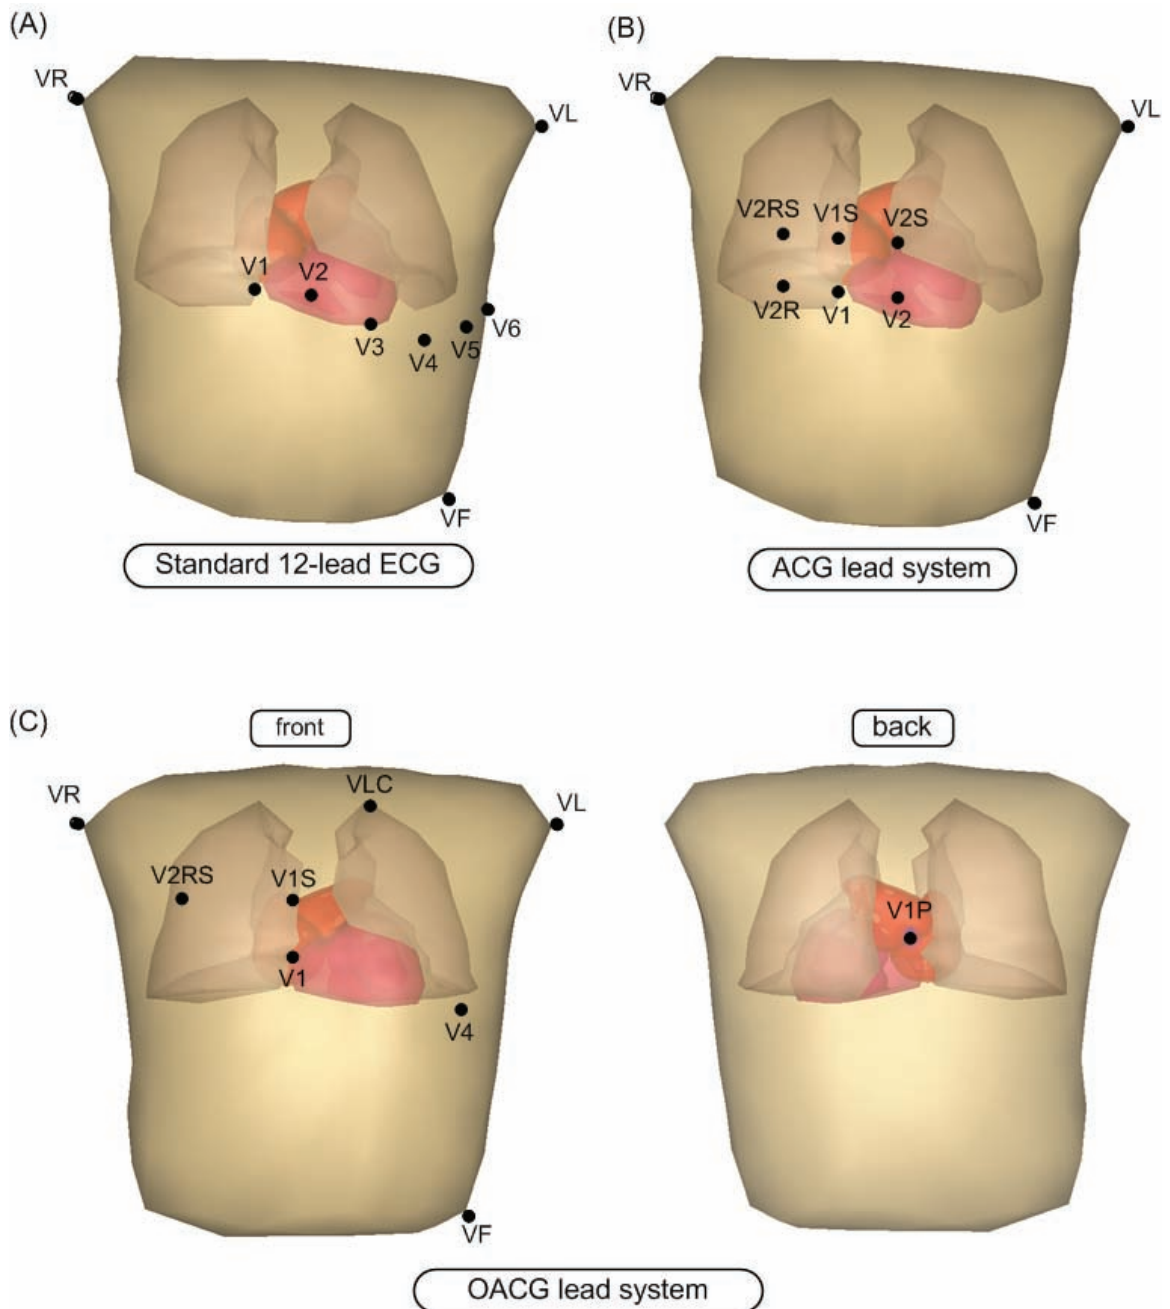 (A)
(B)
VR
VL
V1
V2
V3
V4
V5
V6
VF
Standard 12-lead ECG
VR
VL
V2RS
V1S
V2S
V2R
V1
V2
VF
ACG lead system
(C)
front
back
VR
VLC
VL
V2RS
V1S
V1
V4
VF
V1P
OACG lead system